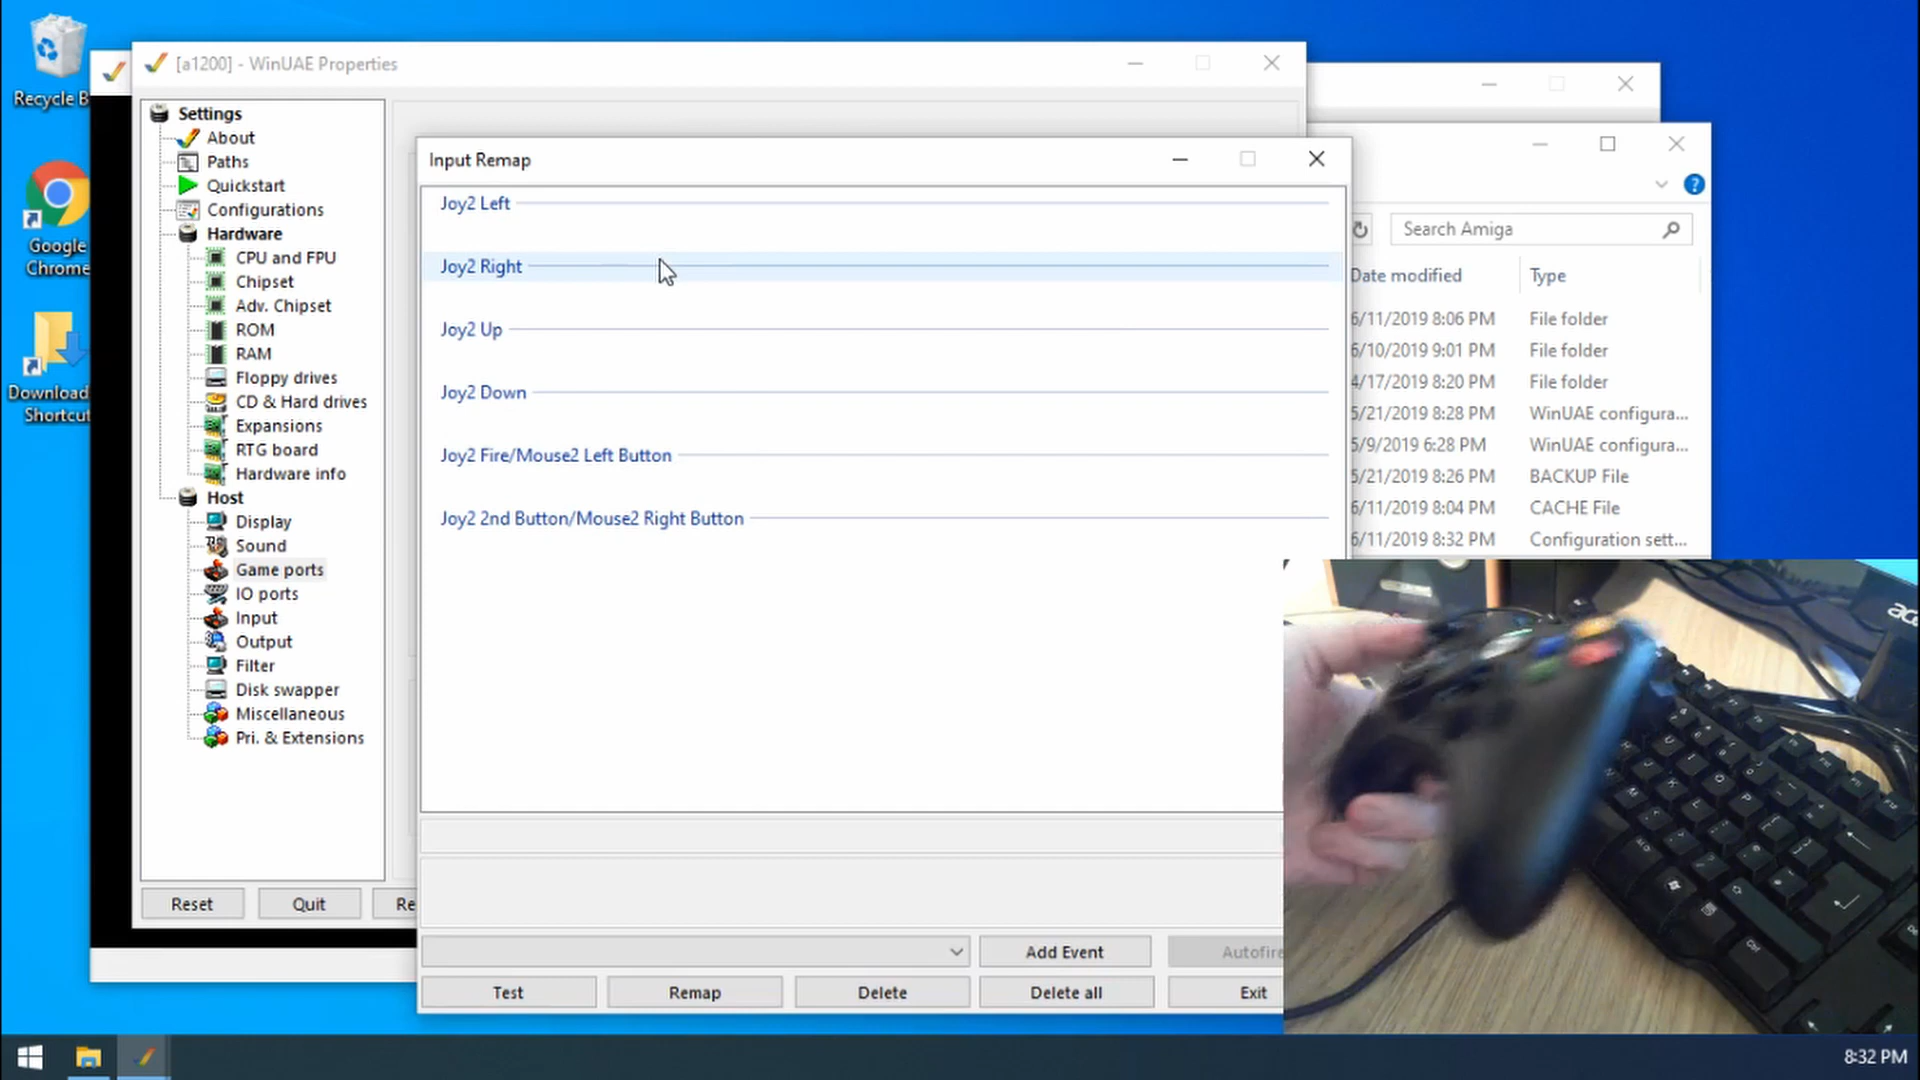 Recycle B
Google
Chrome
Download
Shortcut
[a1200] - WinUAE Properties
Settings
About
Paths
Quickstart
Configurations
Hardware
CPU and FPU
Chipset
Adv. Chipset
ROM
RAM
Floppy drives
CD & Hard drives
Expansions
RTG board
Hardware info
Host
Display
Sound
Game ports
IO ports
Input
Output
Filter
Disk swapper
Miscellaneous
Pri. & Extensions
Reset Quit Re
Input Remap
Joy2 Left
Joy2 Right
Joy2 Up
Joy2 Down
Joy2 Fire/Mouse2 Left Button
Joy2 2nd Button/Mouse2 Right Button
Add Event Autofire
Test Remap Delete Delete all Exit
?
Search Amiga
Date modified Type
6/11/2019 8:06 PM File folder
6/10/2019 9:01 PM File folder
4/17/2019 8:20 PM File folder
5/21/2019 8:28 PM WinUAE configura...
5/9/2019 6:28 PM WinUAE configura...
5/21/2019 8:26 PM BACKUP File
6/11/2019 8:04 PM CACHE File
6/11/2019 8:32 PM Configuration sett...
ace
Ctrl
8:32 PM